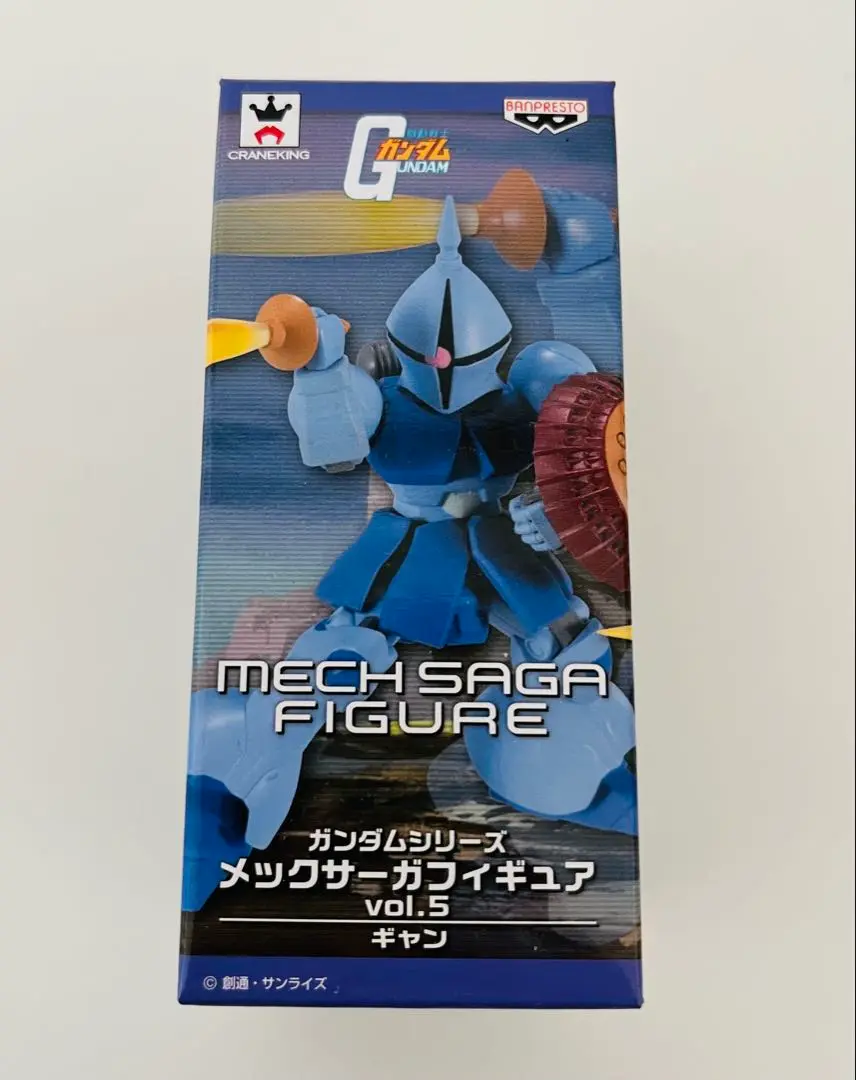 CRANEKING
BANPRESTO
機動戦士
ガンダム
GUNDAM
MECH SAGA
FIGURE
ガンダムシリーズ
メックサーガフィギュア
vol.5
ギャン
© 創通・サンライズ